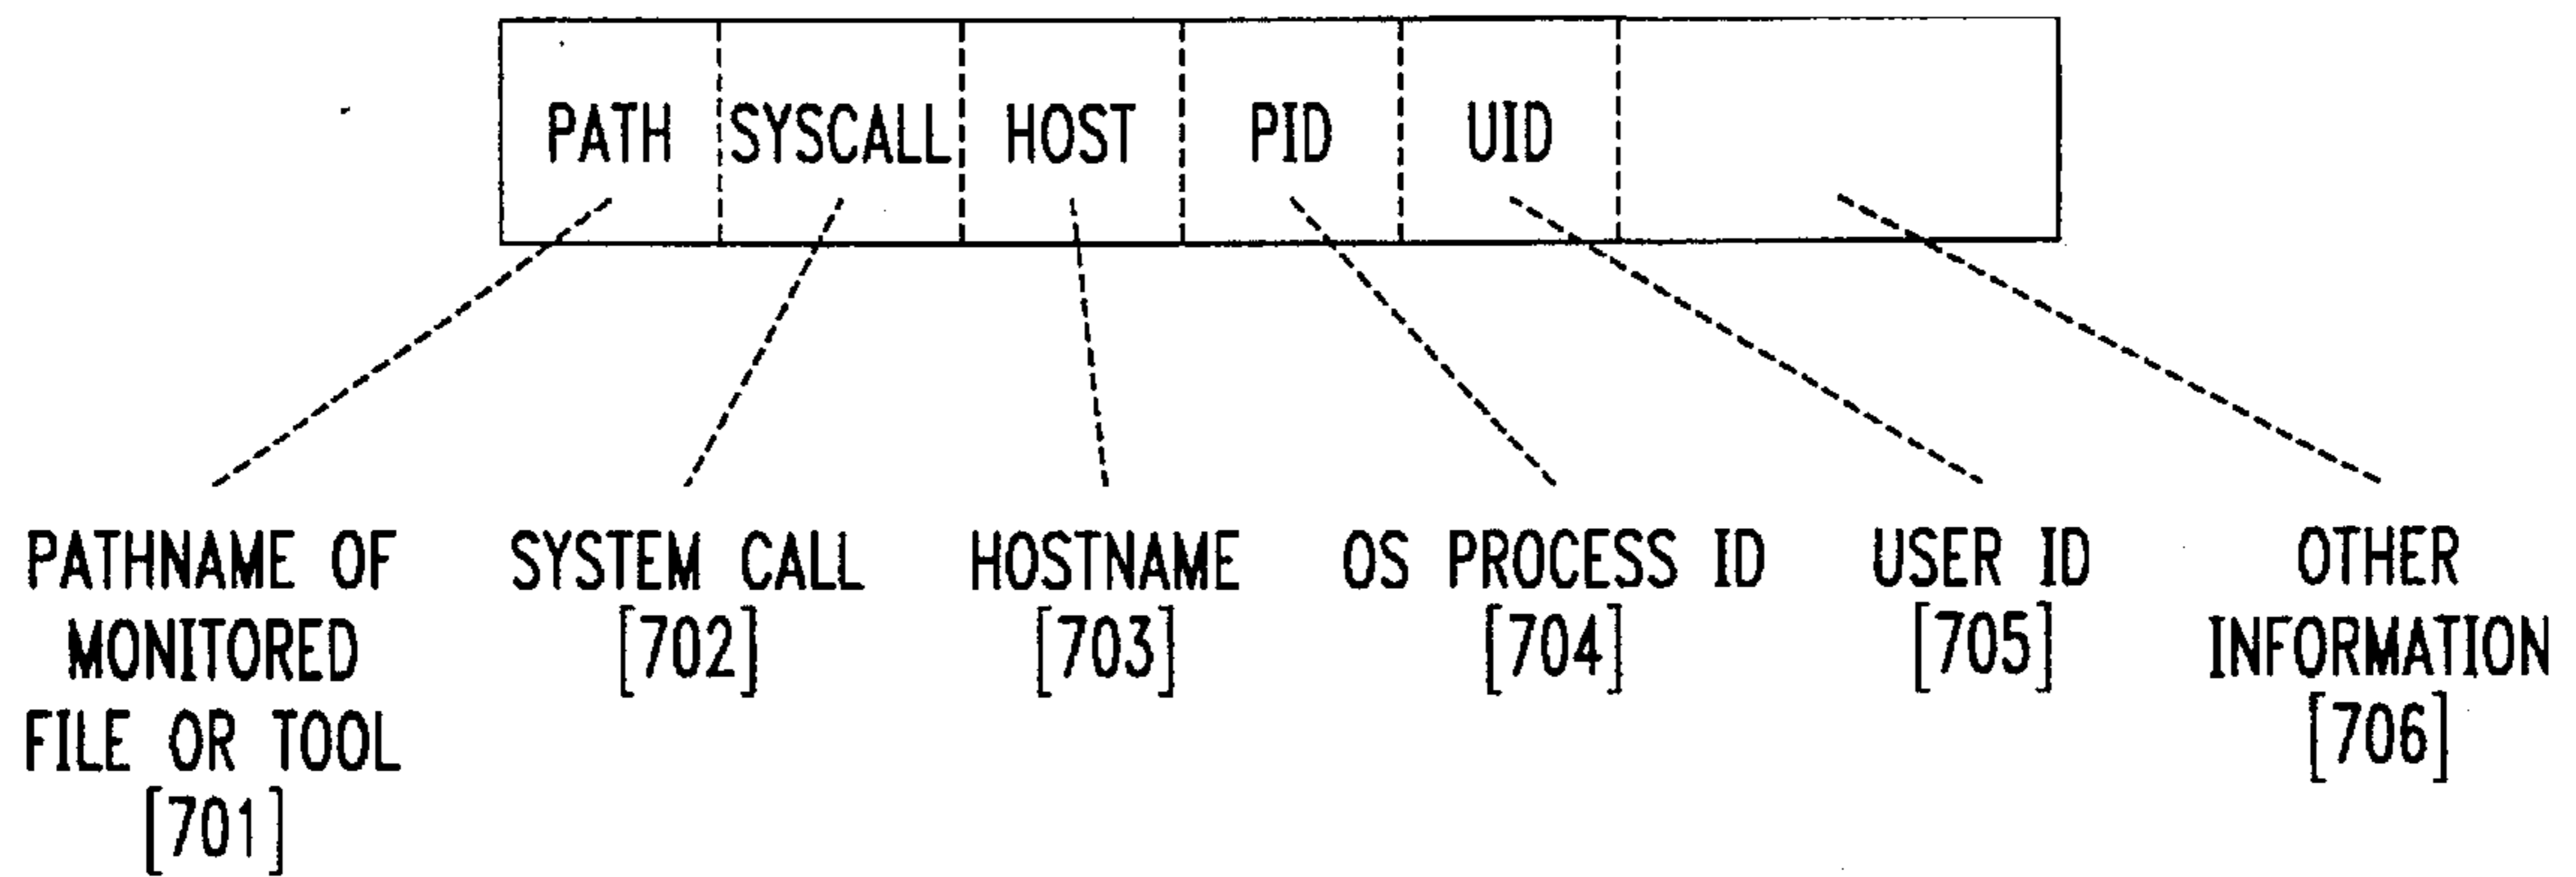 PATH SYSCALL HOST PID UID
PATHNAME OF
MONITORED
FILE OR TOOL
[701]
SYSTEM CALL
[702]
HOSTNAME
[703]
OS PROCESS ID
[704]
USER ID
[705]
OTHER
INFORMATION
[706]